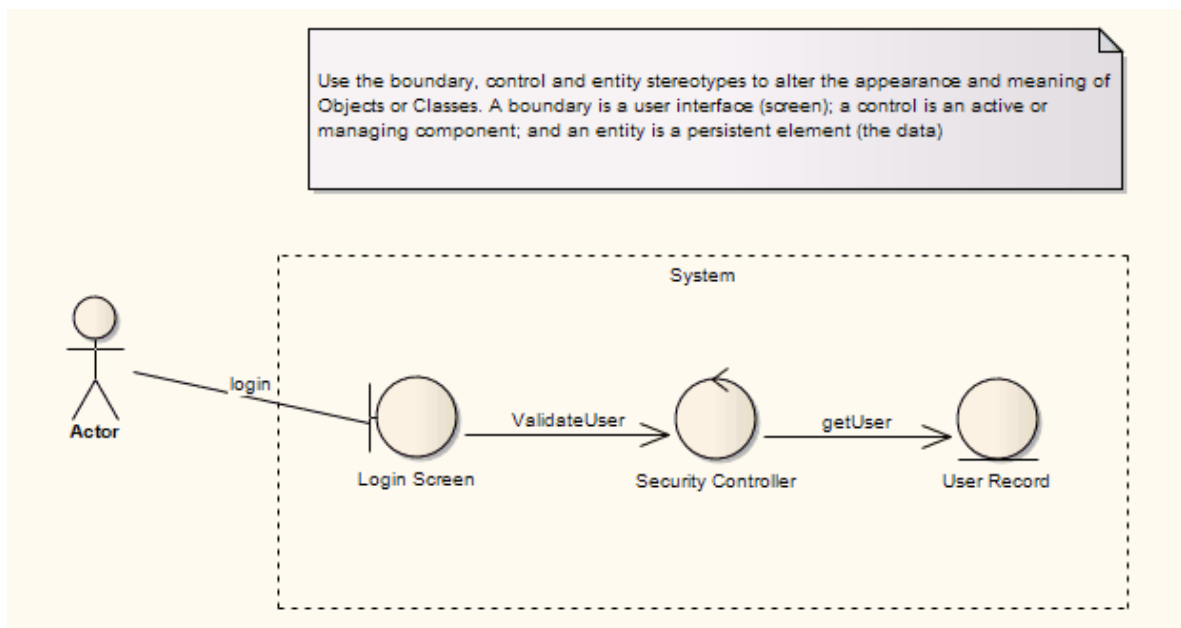 Use the boundary, control and entity stereotypes to alter the appearance and meaning of
Objects or Classes. A boundary is a user interface (screen); a control is an active or
managing component; and an entity is a persistent element (the data)
System
login
ValidateUser
getUser
Actor
Login Screen
Security Controller
User Record